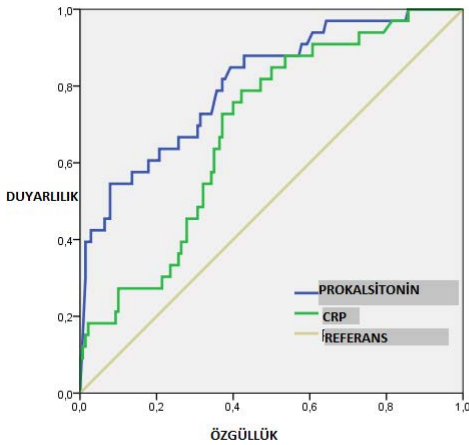 1,0
0,8
0,6
0,4
0,2
0,0
DUYARLILIK
PROKALSİTONİN
CRP
REFERANS
0,0 0,2 0,4 0,6 0,8 1,0
ÖZGÜLLÜK